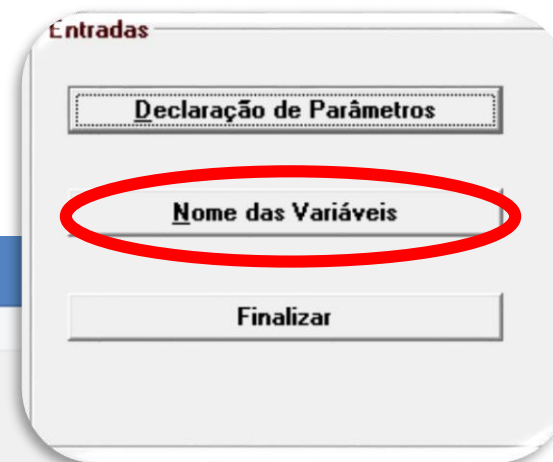 Entradas
Declaração de Parâmetros
Nome das Variáveis
Finalizar